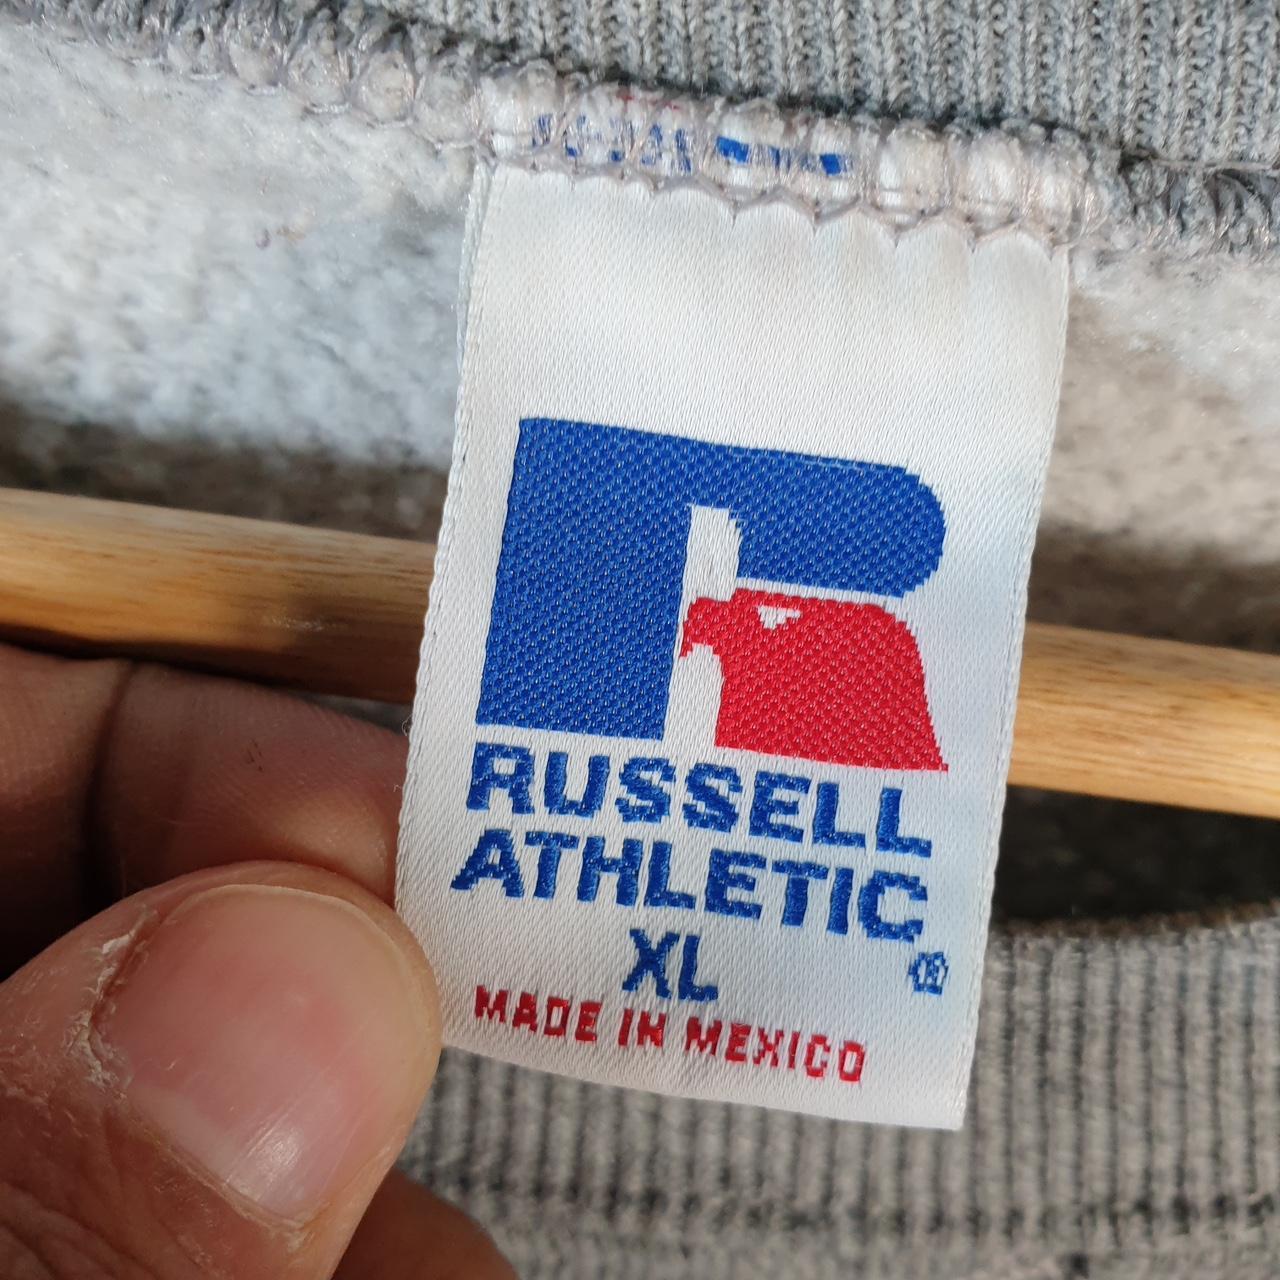 RUSSELL
ATHLETIC®
XL
MADE IN MEXICO